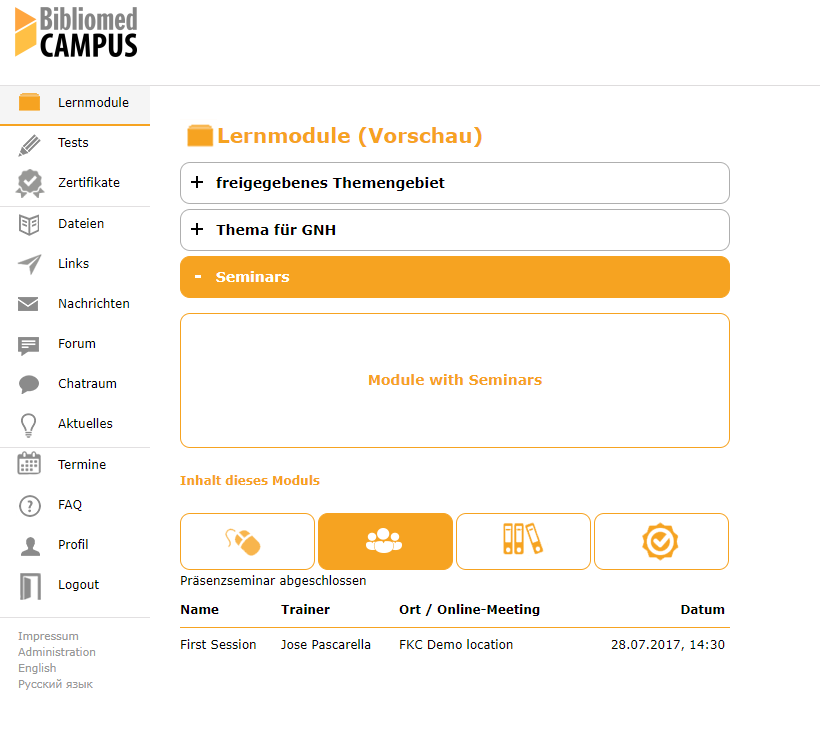 Bibliomed
CAMPUS
Lernmodule
Tests
Zertifikate
Dateien
Links
Nachrichten
Forum
Chatraum
Aktuelles
Termine
FAQ
Profil
Logout
Impressum
Administration
English
Русский язык
Lernmodule (Vorschau)
+ freigegebenes Themengebiet
+ Thema für GNH
- Seminars
Module with Seminars
Inhalt dieses Moduls
Präsenzseminar abgeschlossen
Name Trainer Ort / Online-Meeting Datum
First Session Jose Pascarella FKC Demo location 28.07.2017, 14:30